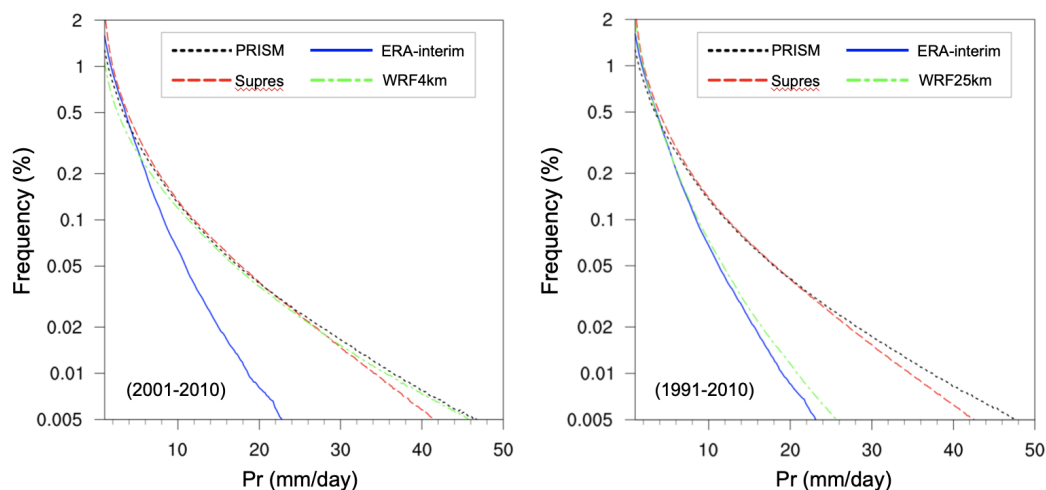 2
1
0.5
0.2
0.1
0.05
0.02
0.01
0.005
Frequency (%)
PRISM
ERA-interim
Supres
WRF4km
(2001-2010)
10
20
30
40
50
Pr (mm/day)
2
1
0.5
0.2
0.1
0.05
0.02
0.01
0.005
Frequency (%)
PRISM
ERA-interim
Supres
WRF25km
(1991-2010)
10
20
30
40
50
Pr (mm/day)